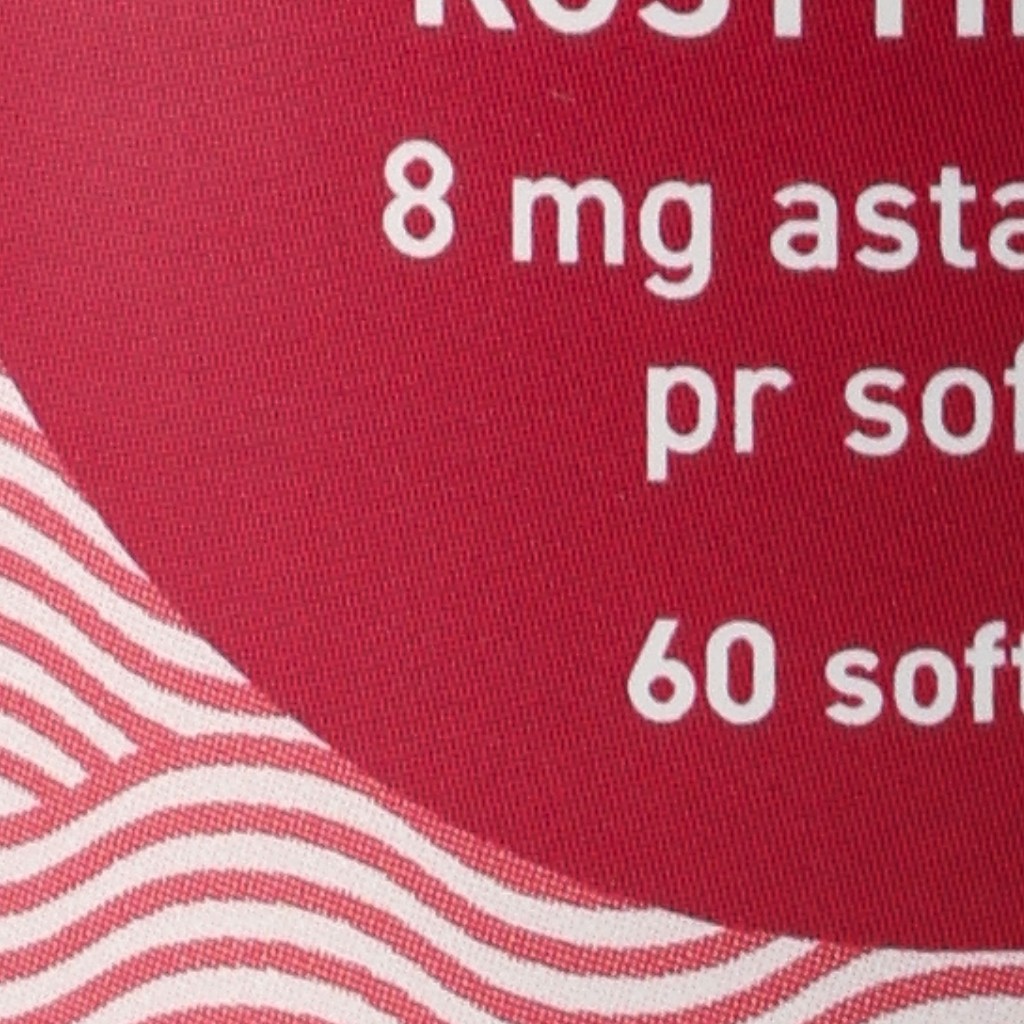 8 mg asta
pr sof
60 soft